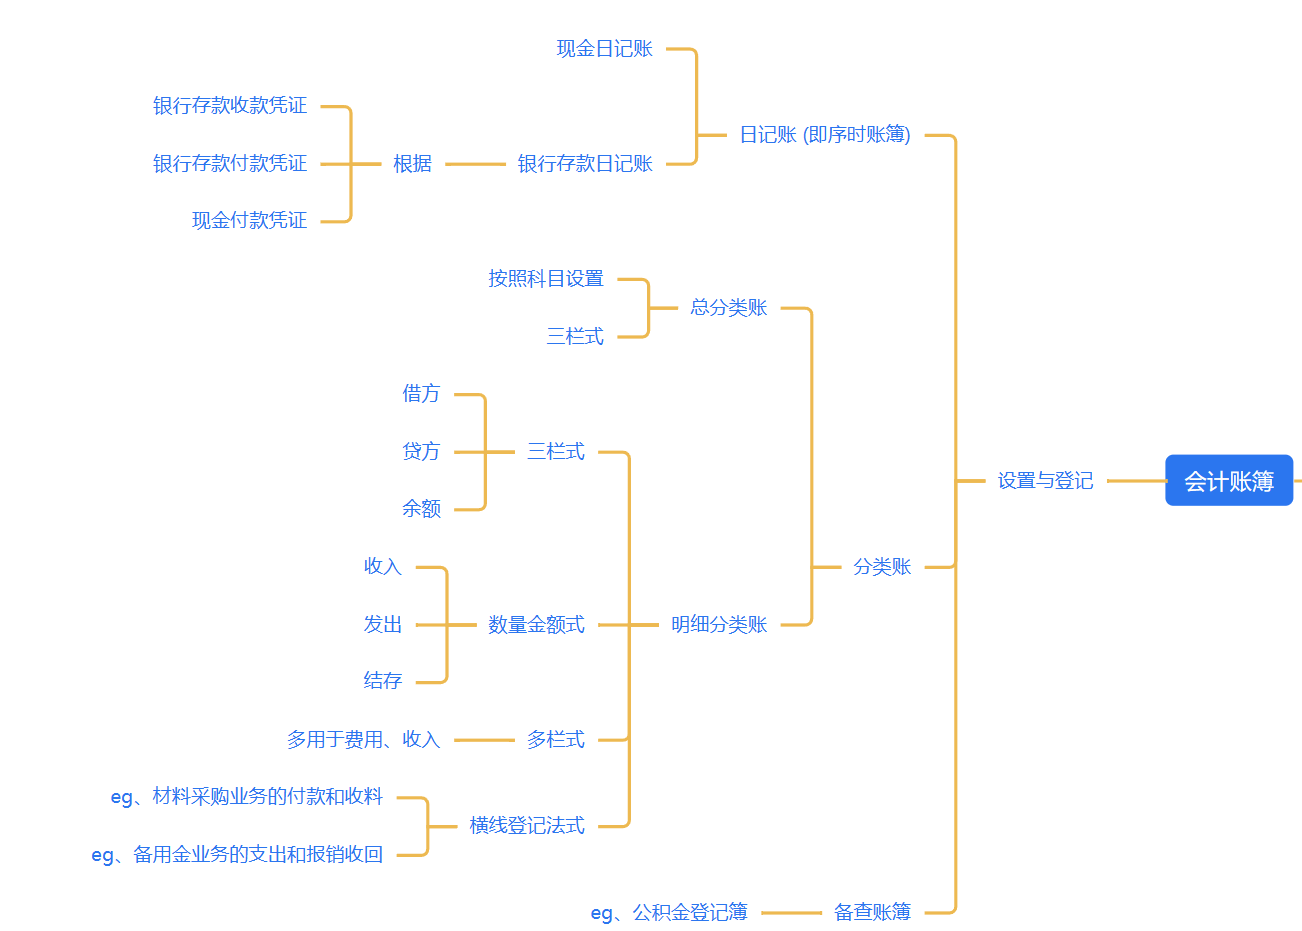 现金日记账
银行存款收款凭证
日记账 (即序时账簿)
银行存款付款凭证
根据
银行存款日记账
现金付款凭证
按照科目设置
总分类账
三栏式
借方
贷方
三栏式
设置与登记
会计账簿
余额
收入
分类账
发出
数量金额式
明细分类账
结存
多用于费用、收入
多栏式
eg、材料采购业务的付款和收料
横线登记法式
eg、备用金业务的支出和报销收回
eg、公积金登记簿
备查账簿